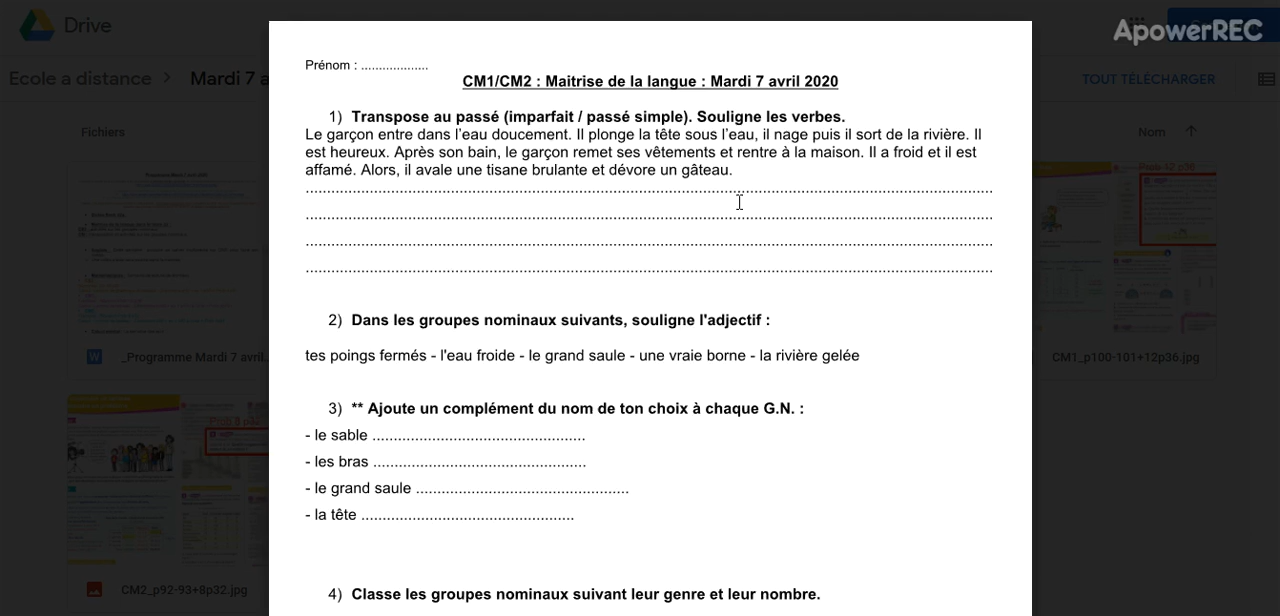 ApowerREC
Drive
Ecole a distance > Mardi 7 a
TOUT TÉLÉCHARGER
Fichiers
Nom
Prénom : ..................
CM1/CM2 : Maitrise de la langue : Mardi 7 avril 2020
1) Transpose au passé (imparfait / passé simple). Souligne les verbes.
Le garçon entre dans l'eau doucement. Il plonge la tête sous l'eau, il nage puis il sort de la rivière. Il
est heureux. Après son bain, le garçon remet ses vêtements et rentre à la maison. Il a froid et il est
affamé. Alors, il avale une tisane brulante et dévore un gâteau.
2) Dans les groupes nominaux suivants, souligne l'adjectif :
tes poings fermés - l'eau froide - le grand saule - une vraie borne - la rivière gelée
_Programme Mardi 7 avril...
CM1_p100-101+12p36.jpg
3) ** Ajoute un complément du nom de ton choix à chaque G.N. :
- le sable ..................................................
- les bras ..................................................
- le grand saule ..................................................
- la tête ..................................................
CM2_p92-93+8p32.jpg
4) Classe les groupes nominaux suivant leur genre et leur nombre.